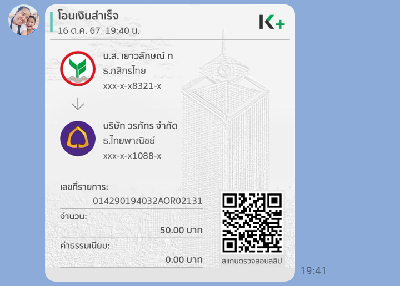 โอนเงินสำเร็จ
16 ต.ค. 67 19:40 น.
K+
น.ส. เยาวลักษณ์ ท
ธ.กสิกรไทย
xxx-x-x8321-x
บริษัท วรภัทร จำกัด
ธ.ไทยพาณิชย์
xxx-x-x1088-x
เลขที่รายการ:
014290194032AOR02131
จำนวน:
50.00 บาท
ค่าธรรมเนียม:
0.00 บาท
สแกนตรวจสอบสลิป
19:41